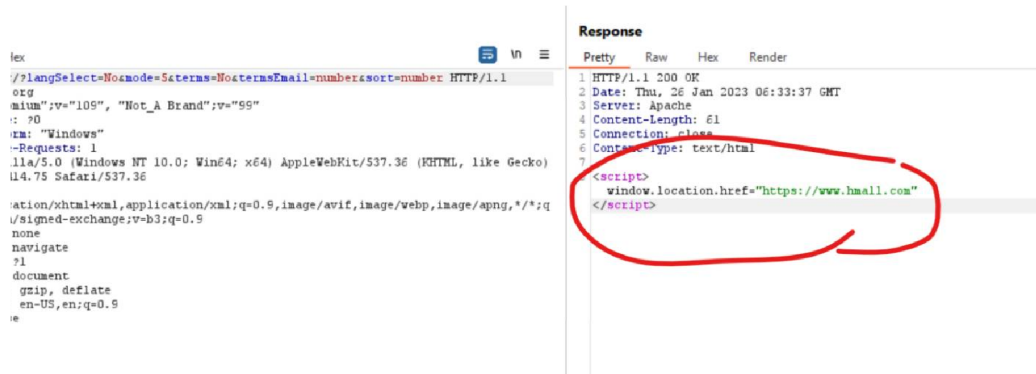 Hex
\n
/?langSelect=No&mode=5&terms=No&termsEmail=number&sort=number HTTP/1.1
org
mium";v="109", "Not_A Brand";v="99"
: ?0
rm: "Windows"
-Requests: 1
lla/5.0 (Windows NT 10.0; Win64; x64) AppleWebKit/537.36 (KHTML, like Gecko)
114.75 Safari/537.36
ation/xhtml+xml,application/xml;q=0.9,image/avif,image/webp,image/apng,*/*;q
/signed-exchange;v=b3;q=0.9
none
navigate
?1
document
gzip, deflate
en-US,en;q=0.9
Response
Pretty Raw Hex Render
1 HTTP/1.1 200 OK
2 Date: Thu, 26 Jan 2023 06:33:37 GMT
3 Server: Apache
4 Content-Length: 61
5 Connection: close
6 Content-Type: text/html
7
<script>
window.location.href="https://www.hmall.com"
</script>